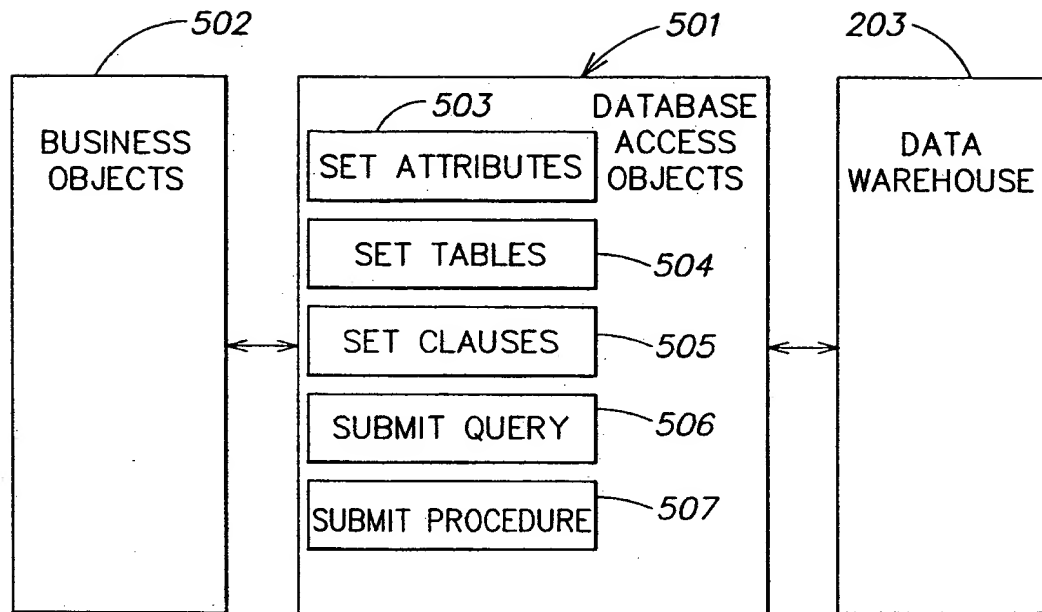 502
501
203
BUSINESS
OBJECTS
503
DATABASE
ACCESS
OBJECTS
SET ATTRIBUTES
SET TABLES
504
SET CLAUSES
505
SUBMIT QUERY
506
SUBMIT PROCEDURE
507
DATA
WAREHOUSE